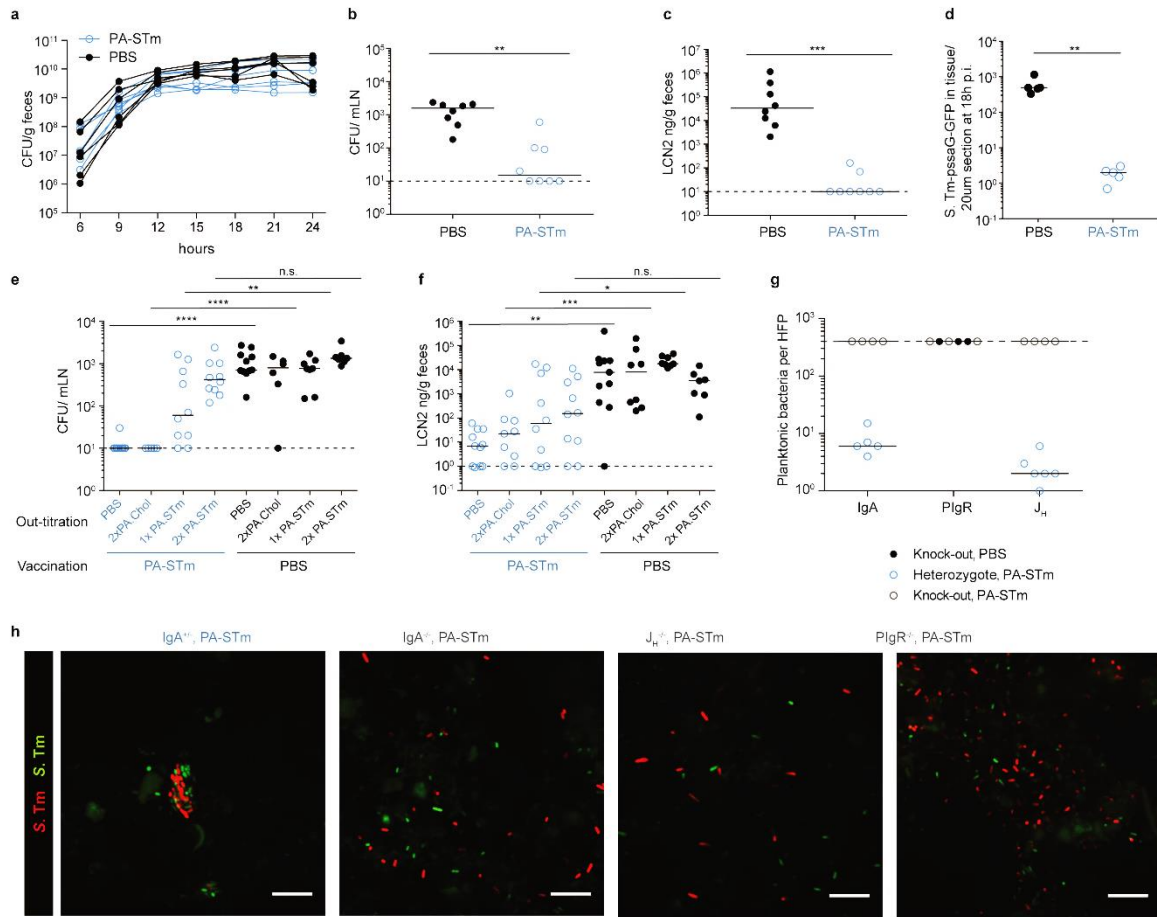 a
PA-STm
PBS
CFU/g feces
10¹¹
10¹⁰
10⁹
10⁸
10⁷
10⁶
10⁵
6 9 12 15 18 21 24
hours
b
**
CFU/ mLN
10⁵
10⁴
10³
10²
10¹
10⁰
PBS PA-STm
c
***
LCN2 ng/g feces
10⁷
10⁶
10⁵
10⁴
10³
10²
10¹
10⁰
PBS PA-STm
d
**
S. Tm-pssaG-GFP in tissue/
20um section at 18h p.i.
10⁴
10³
10²
10¹
10⁰
10⁻¹
PBS PA-STm
e
n.s.
**
****
****
CFU/ mLN
10⁴
10³
10²
10¹
10⁰
Out-titration
PBS
2xPA.Chol
1x PA.STm
2x PA.STm
PBS
2xPA.Chol
1x PA.STm
2x PA.STm
Vaccination
PA-STm PBS
f
n.s.
*
***
**
LCN2 ng/g feces
10⁶
10⁵
10⁴
10³
10²
10¹
10⁰
10⁻¹
PBS
2xPA.Chol
1x PA.STm
2x PA.STm
PBS
2xPA.Chol
1x PA.STm
2x PA.STm
PA-STm PBS
g
Planktonic bacteria per HFP
10³
10²
10¹
10⁰
IgA PIgR J_H
Knock-out, PBS
Heterozygote, PA-STm
Knock-out, PA-STm
h
S. Tm S. Tm
IgA⁺/⁻, PA-STm
IgA⁻/⁻, PA-STm
J_H⁻/⁻, PA-STm
PIgR⁻/⁻, PA-STm